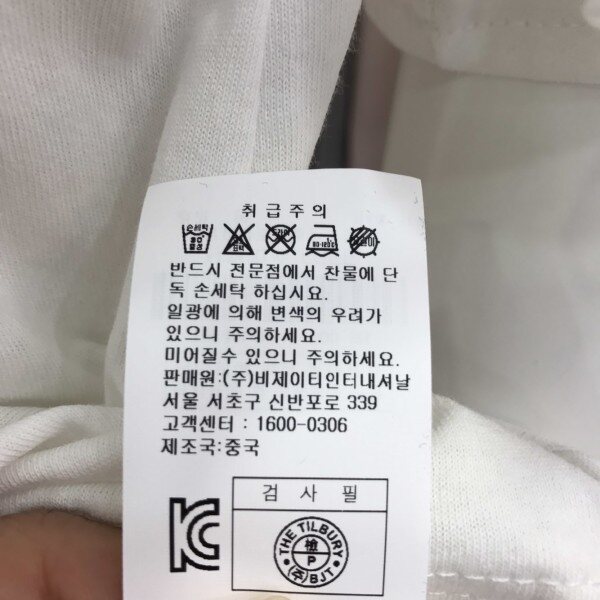 취급주의
손세탁
80-120℃
반드시 전문점에서 찬물에 단
독 손세탁 하십시요.
일광에 의해 변색의 우려가
있으니 주의하세요.
미어질수 있으니 주의하세요.
판매원:(주)비제이티인터내셔날
서울 서초구 신반포로 339
고객센터 : 1600-0306
제조국:중국
검 사 필
THE TILBURY
檢
P
(주)BJT